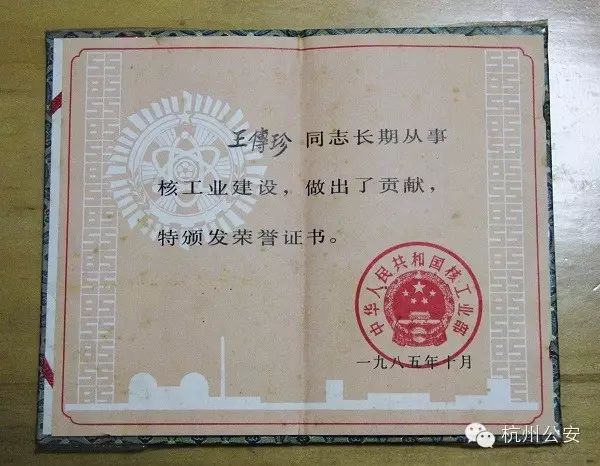 王傳珍 同志长期从事
核工业建设，做出了贡献，
特颁发荣誉证书。
中华人民共和国核工业部
一九八五年十月
杭州公安